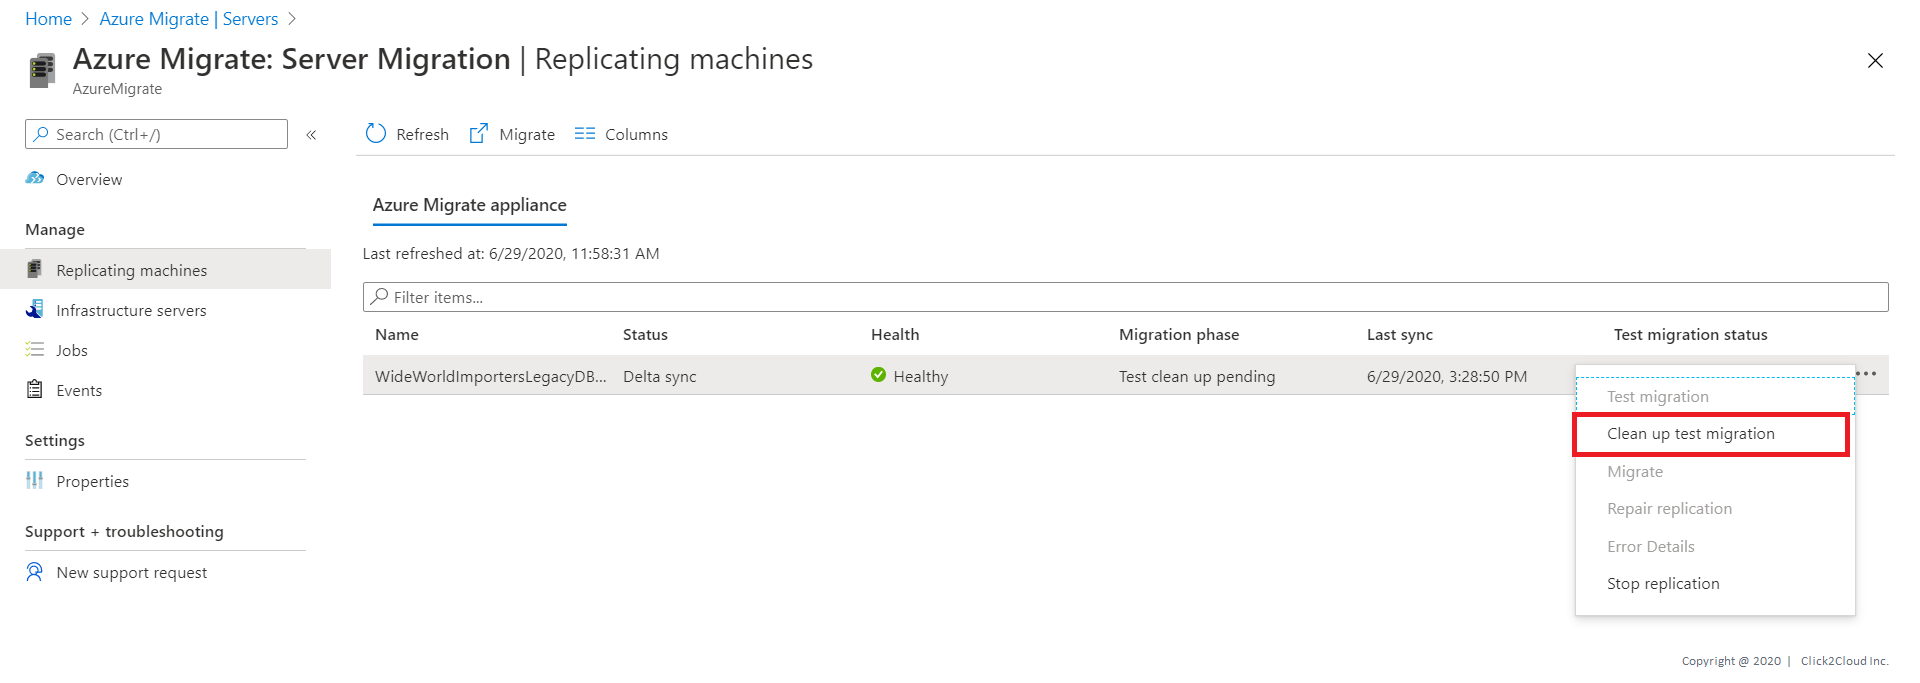 Home > Azure Migrate | Servers >
Azure Migrate: Server Migration | Replicating machines
AzureMigrate
Search (Ctrl+/) «
Refresh Migrate Columns
Overview
Manage
Replicating machines
Infrastructure servers
Jobs
Events
Settings
Properties
Support + troubleshooting
New support request
Azure Migrate appliance
Last refreshed at: 6/29/2020, 11:58:31 AM
Filter items...
Name Status Health Migration phase Last sync Test migration status
WideWorldImportersLegacyDB... Delta sync Healthy Test clean up pending 6/29/2020, 3:28:50 PM ...
Test migration
Clean up test migration
Migrate
Repair replication
Error Details
Stop replication
Copyright @ 2020 | Click2Cloud Inc.